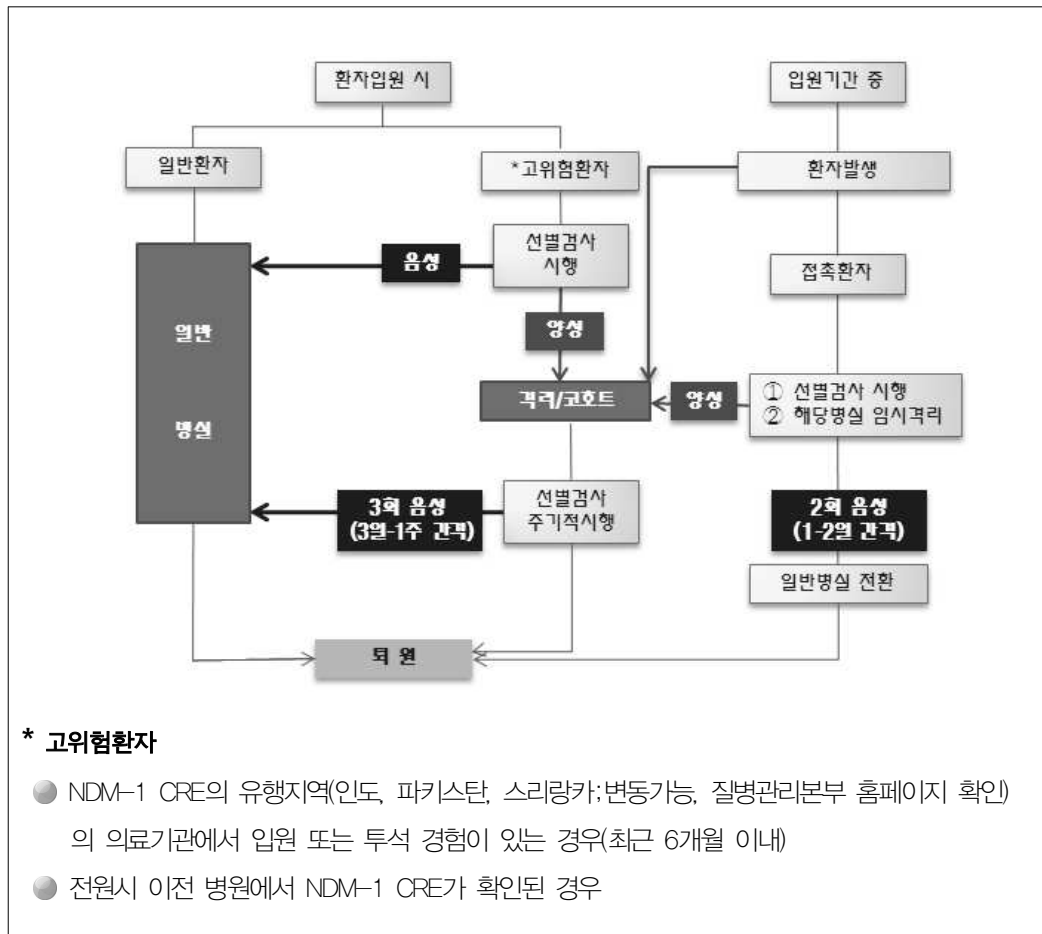 환자입원 시
입원기간 중
일반환자
*고위험환자
환자발생
선별검사
시행
음성
접촉환자
일반
병실
양성
격리/코호트
양성
① 선별검사 시행
② 해당병실 임시격리
3회 음성
(3일-1주 간격)
선별검사
주기적시행
2회 음성
(1-2일 간격)
일반병실 전환
퇴 원
* 고위험환자
NDM-1 CRE의 유행지역(인도, 파키스탄, 스리랑카;변동가능, 질병관리본부 홈페이지 확인)
의 의료기관에서 입원 또는 투석 경험이 있는 경우(최근 6개월 이내)
전원시 이전 병원에서 NDM-1 CRE가 확인된 경우